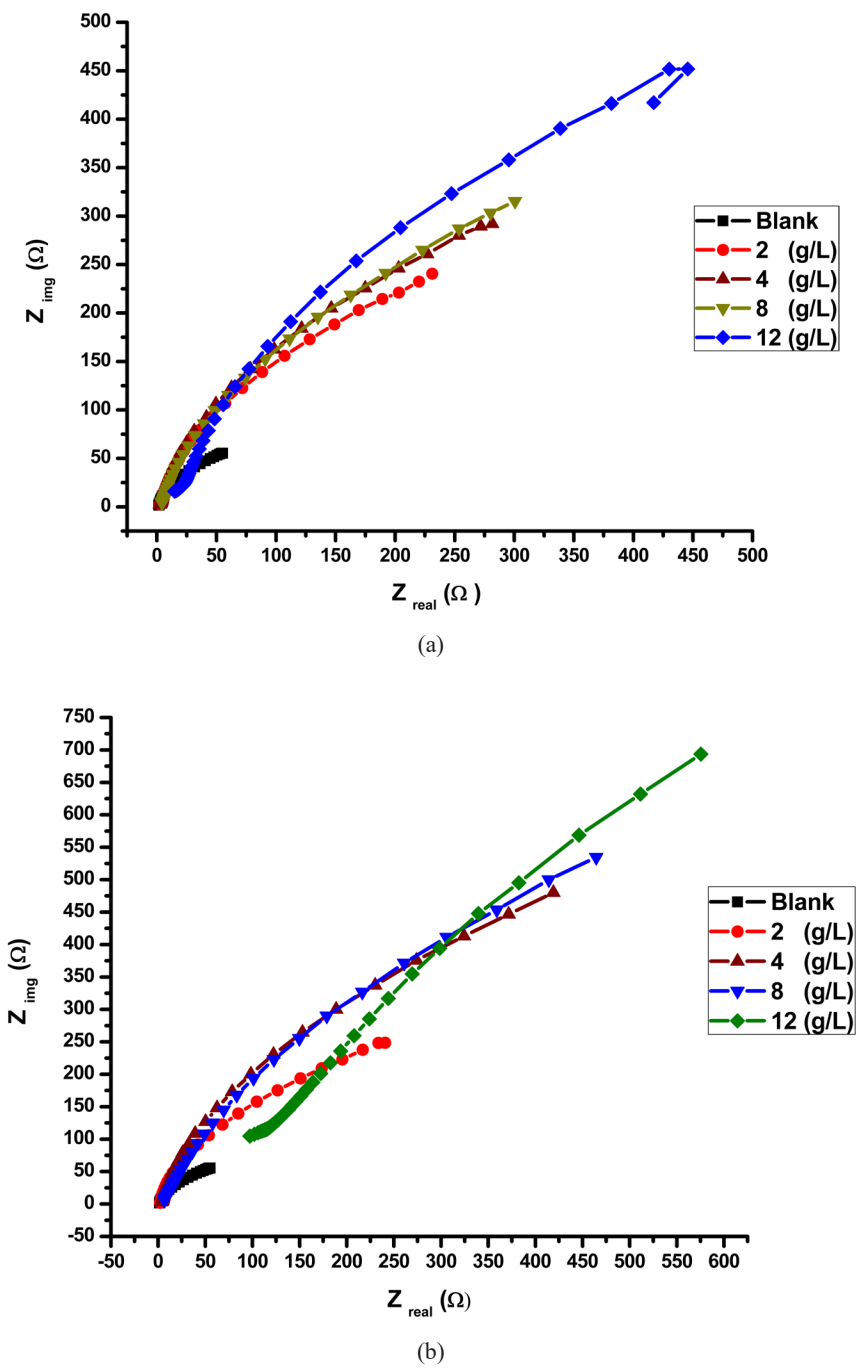 500
450
400
350
300
250
200
150
100
50
0
Z img (Ω)
0 50 100 150 200 250 300 350 400 450 500
Z real (Ω )
Blank
2 (g/L)
4 (g/L)
8 (g/L)
12 (g/L)
(a)
750
700
650
600
550
500
450
400
350
300
250
200
150
100
50
0
-50
Z img (Ω)
-50 0 50 100 150 200 250 300 350 400 450 500 550 600
Z real (Ω)
Blank
2 (g/L)
4 (g/L)
8 (g/L)
12 (g/L)
(b)